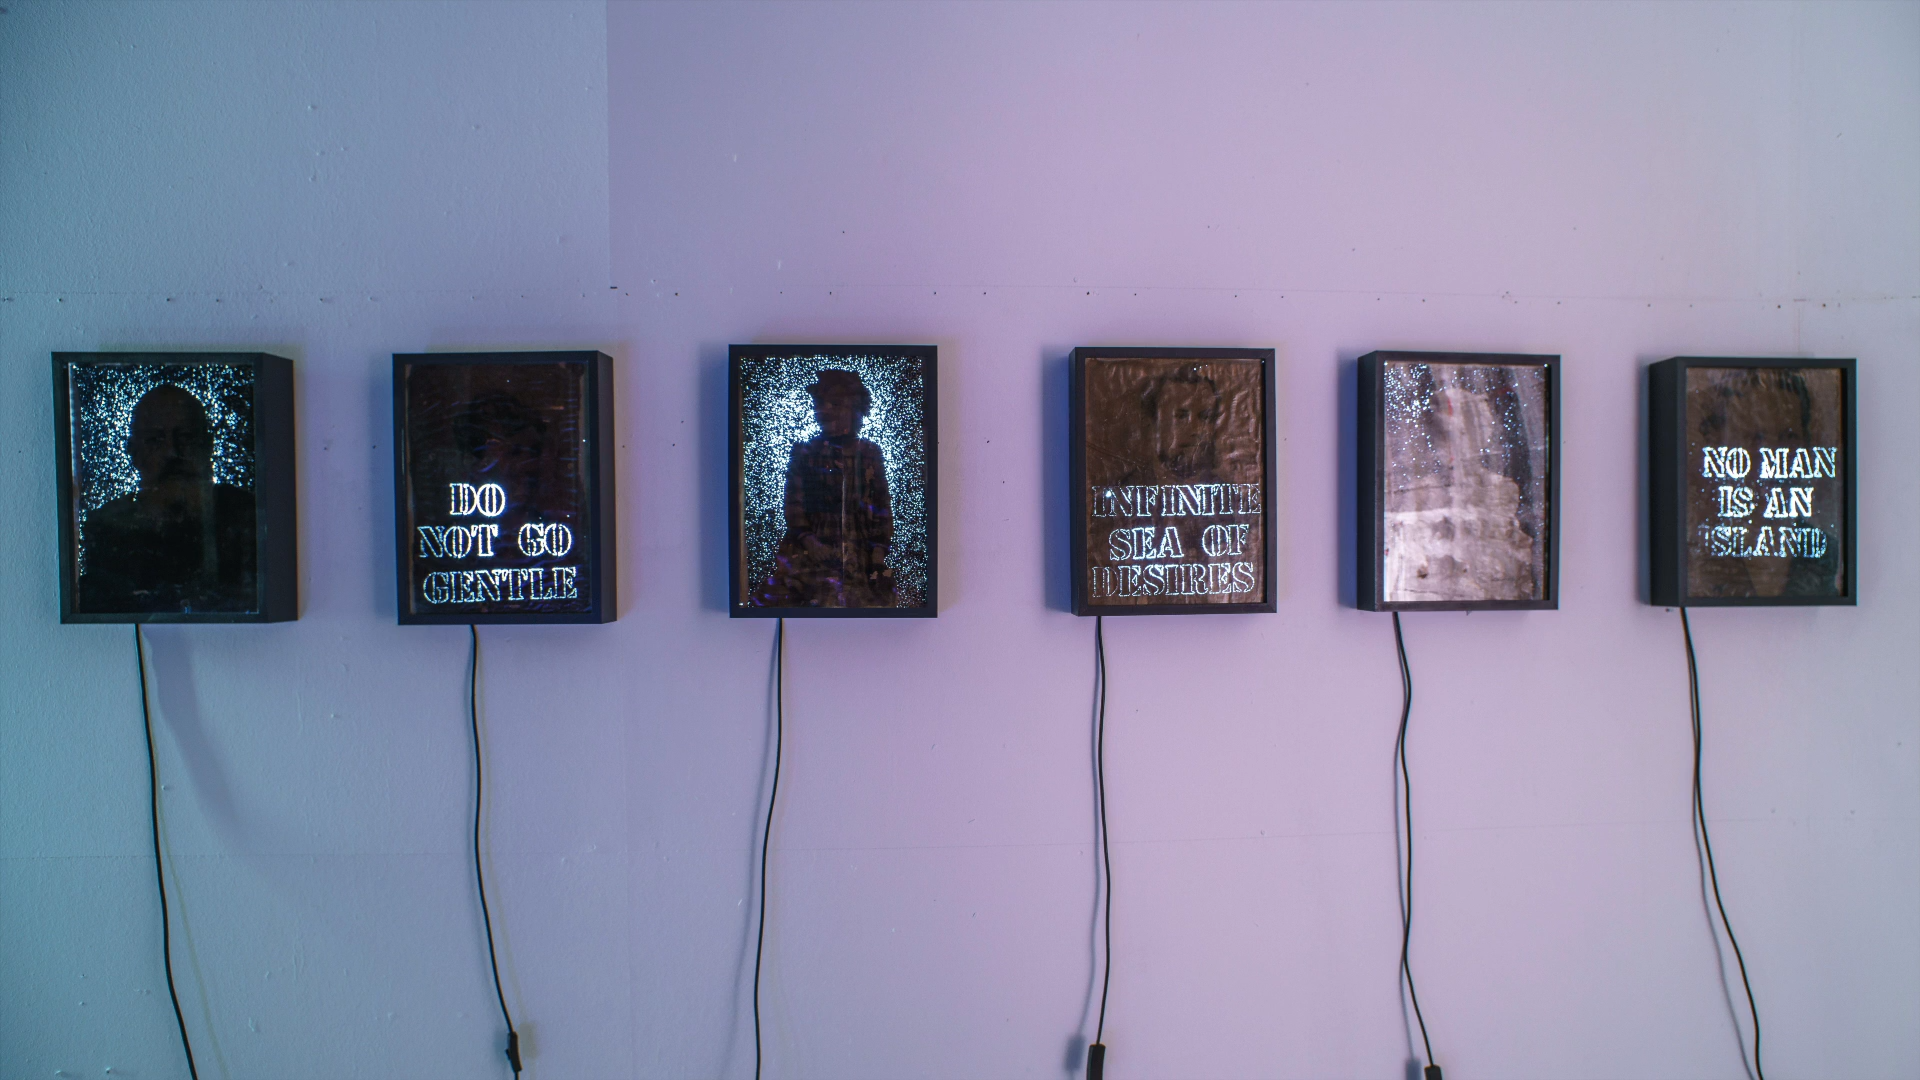 DO
NOT GO
GENTLE
INFINITE
SEA OF
DESIRES
NO MAN
IS AN
ISLAND